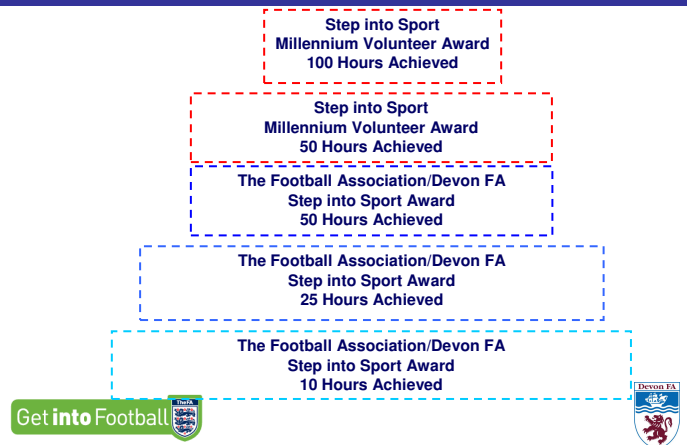 Step into Sport
Millennium Volunteer Award
100 Hours Achieved
Step into Sport
Millennium Volunteer Award
50 Hours Achieved
The Football Association/Devon FA
Step into Sport Award
50 Hours Achieved
The Football Association/Devon FA
Step into Sport Award
25 Hours Achieved
The Football Association/Devon FA
Step into Sport Award
10 Hours Achieved
Get into Football
The FA
Devon FA